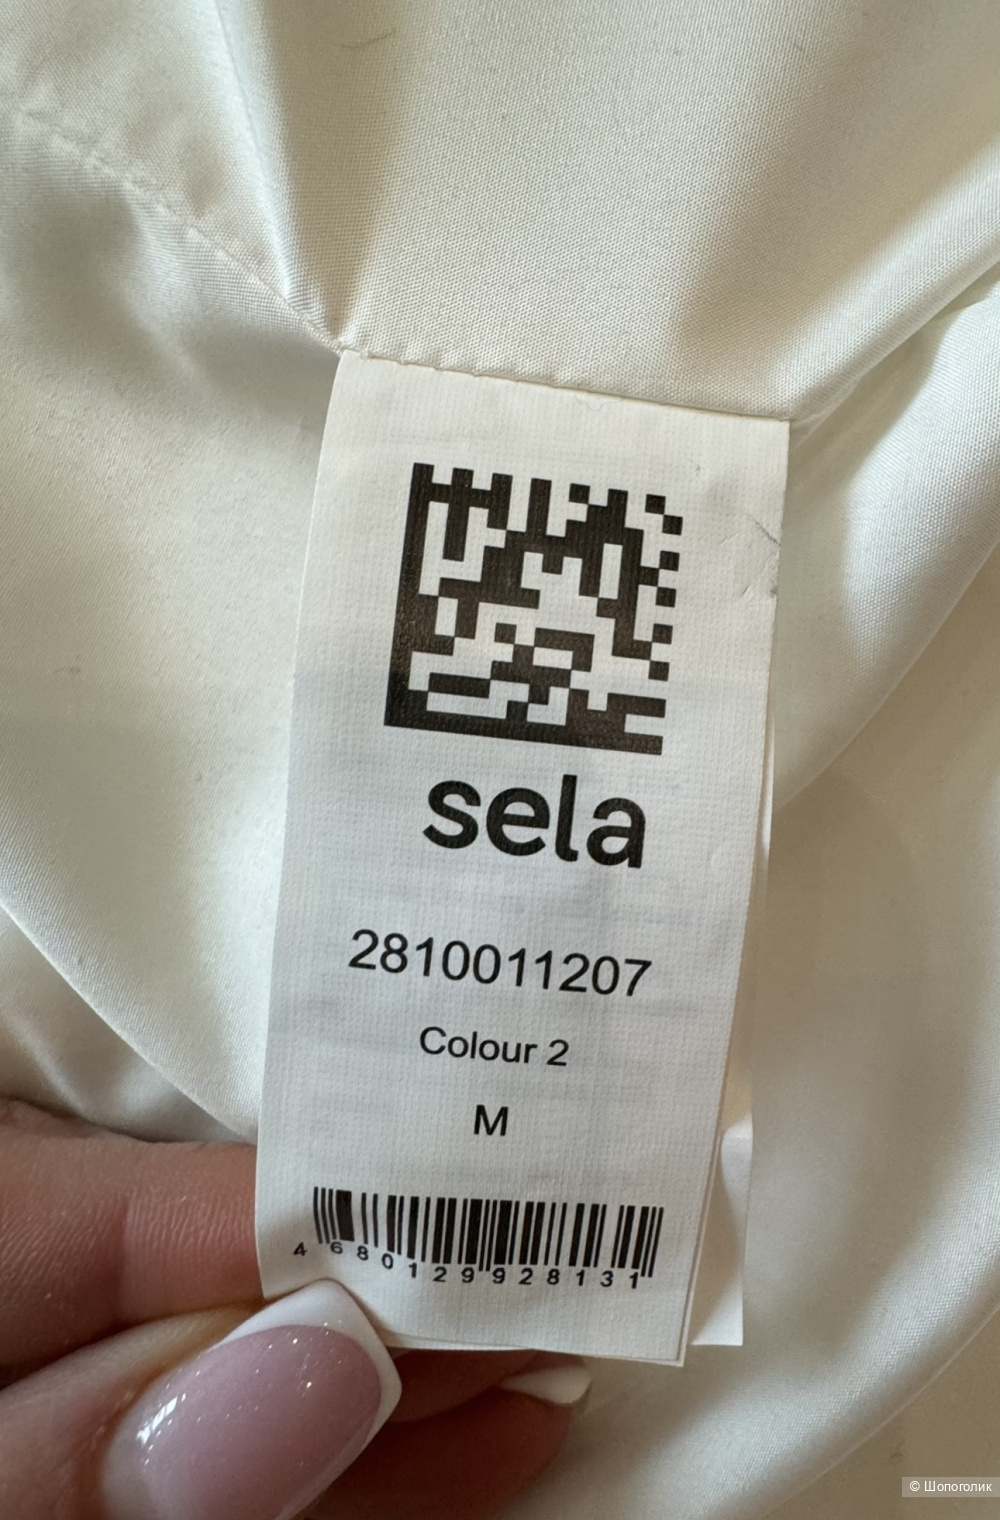 sela
2810011207
Colour 2
M
4680129928131
© Шопоголик